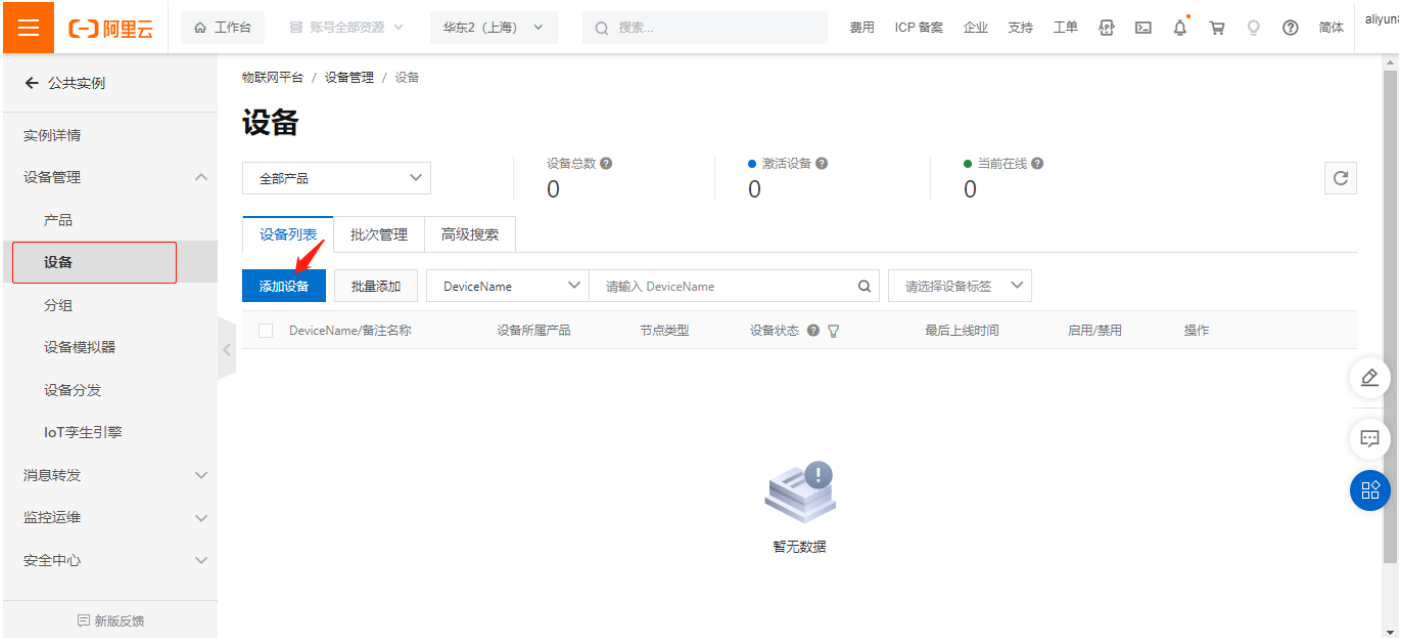 阿里云 工作台 账号全部资源 华东2（上海） 搜索... 费用 ICP 备案 企业 支持 工单 简体 aliyun
公共实例
实例详情
设备管理
产品
设备
分组
设备模拟器
设备分发
IoT孪生引擎
消息转发
监控运维
安全中心
新版反馈
物联网平台 / 设备管理 / 设备
设备
全部产品
设备总数 激活设备 当前在线
0 0 0
设备列表 批次管理 高级搜索
添加设备 批量添加 DeviceName 请输入 DeviceName 请选择设备标签
DeviceName/备注名称 设备所属产品 节点类型 设备状态 最后上线时间 启用/禁用 操作
暂无数据